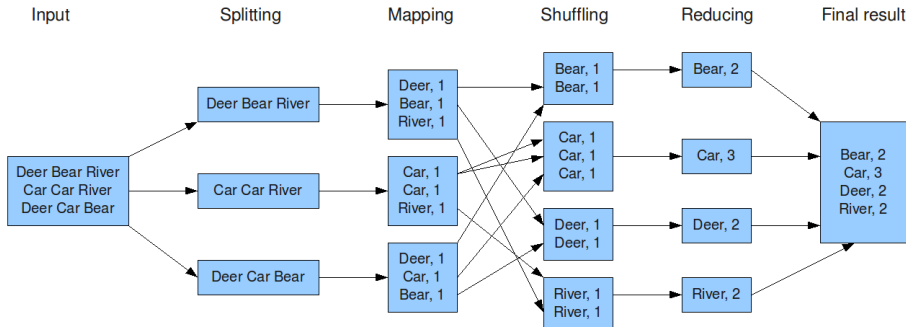 Input
Splitting
Mapping
Shuffling
Reducing
Final result
Deer Bear River
Car Car River
Deer Car Bear
Deer Bear River
Car Car River
Deer Car Bear
Deer, 1
Bear, 1
River, 1
Car, 1
Car, 1
River, 1
Deer, 1
Car, 1
Bear, 1
Bear, 1
Bear, 1
Car, 1
Car, 1
Car, 1
Deer, 1
Deer, 1
River, 1
River, 1
Bear, 2
Car, 3
Deer, 2
River, 2
Bear, 2
Car, 3
Deer, 2
River, 2